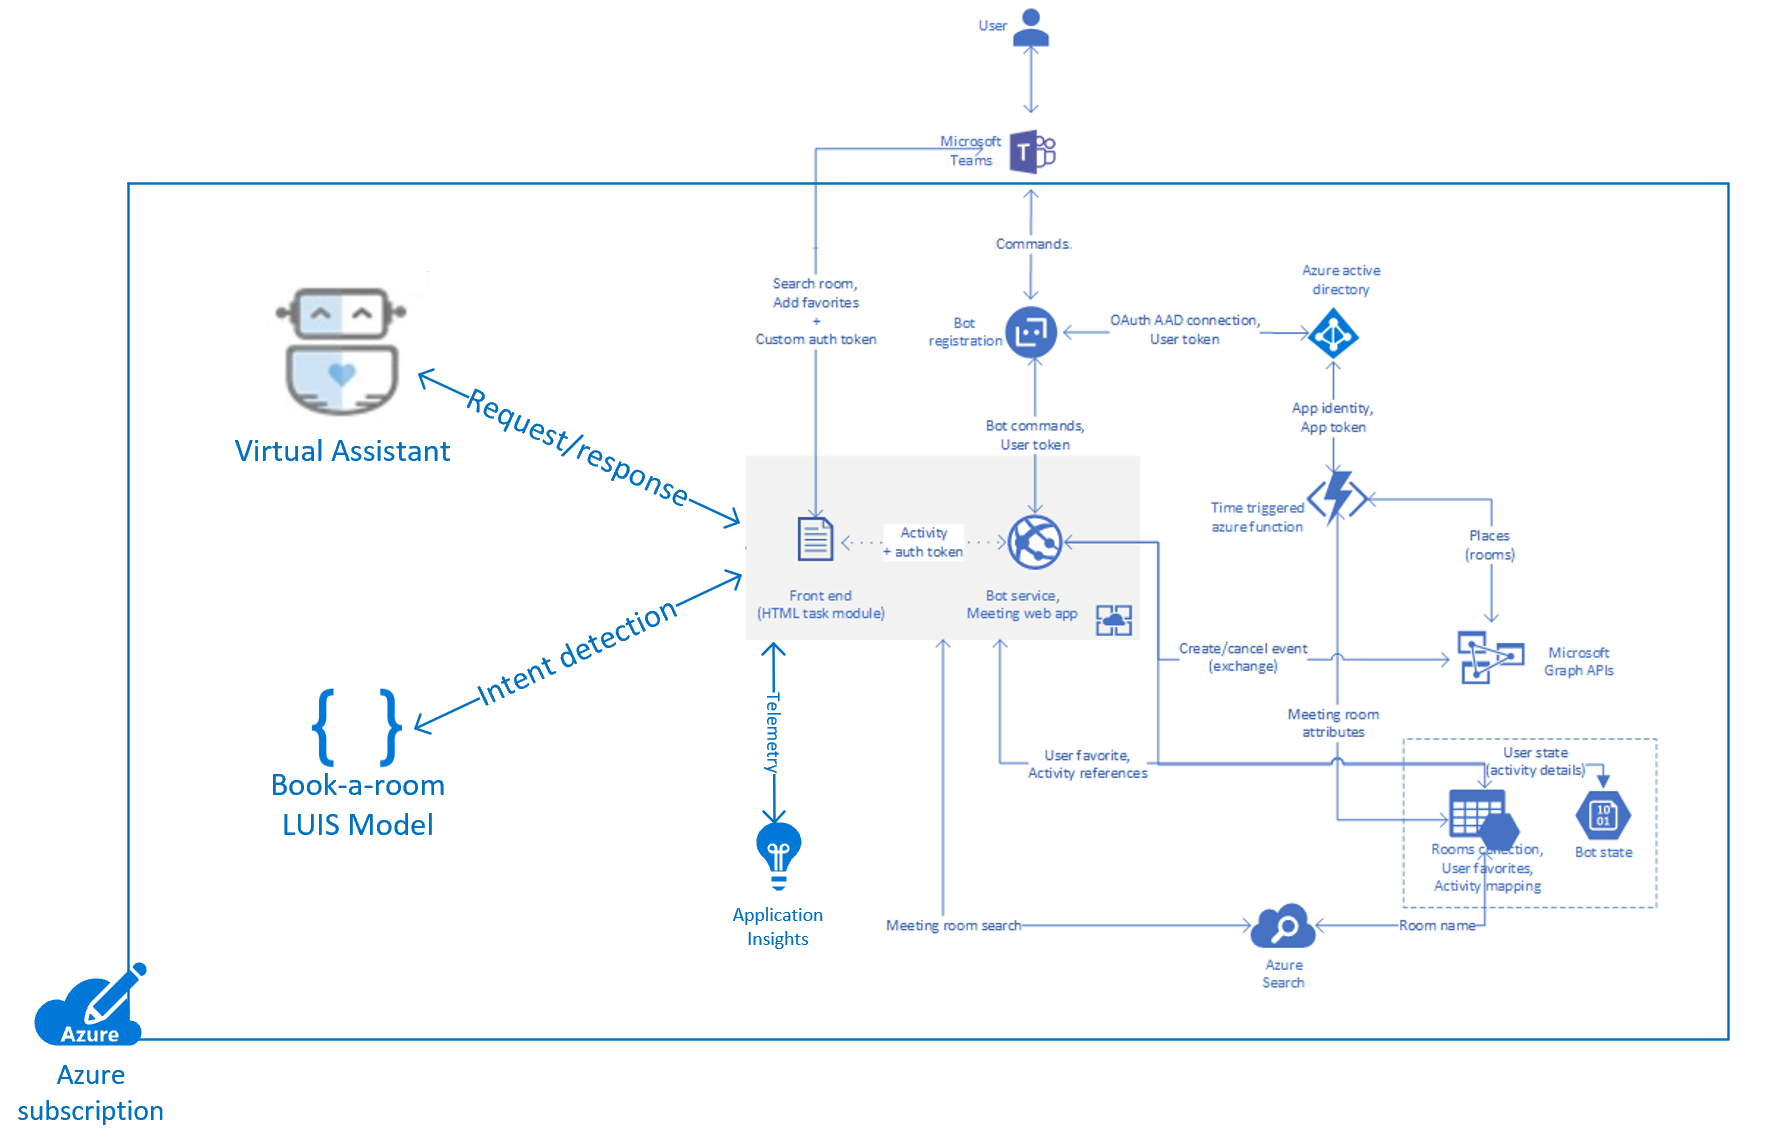 User
Microsoft
Teams
Commands
Search room,
Add favorites
+
Custom auth token
Bot
registration
OAuth AAD connection,
User token
Azure active
directory
App identity,
App token
Bot commands,
User token
Virtual Assistant
Request/response
Time triggered
azure function
Places
(rooms)
Activity
+ auth token
Front end
(HTML task module)
Bot service,
Meeting web app
Intent detection
Create/cancel event
(exchange)
Microsoft
Graph APIs
Telemetry
Meeting room
attributes
User favorite,
Activity references
User state
(activity details)
{ }
Book-a-room
LUIS Model
10
01
Rooms collection,
User favorites,
Activity mapping
Bot state
Application
Insights
Meeting room search
Room name
Azure
Search
Azure
Azure
subscription